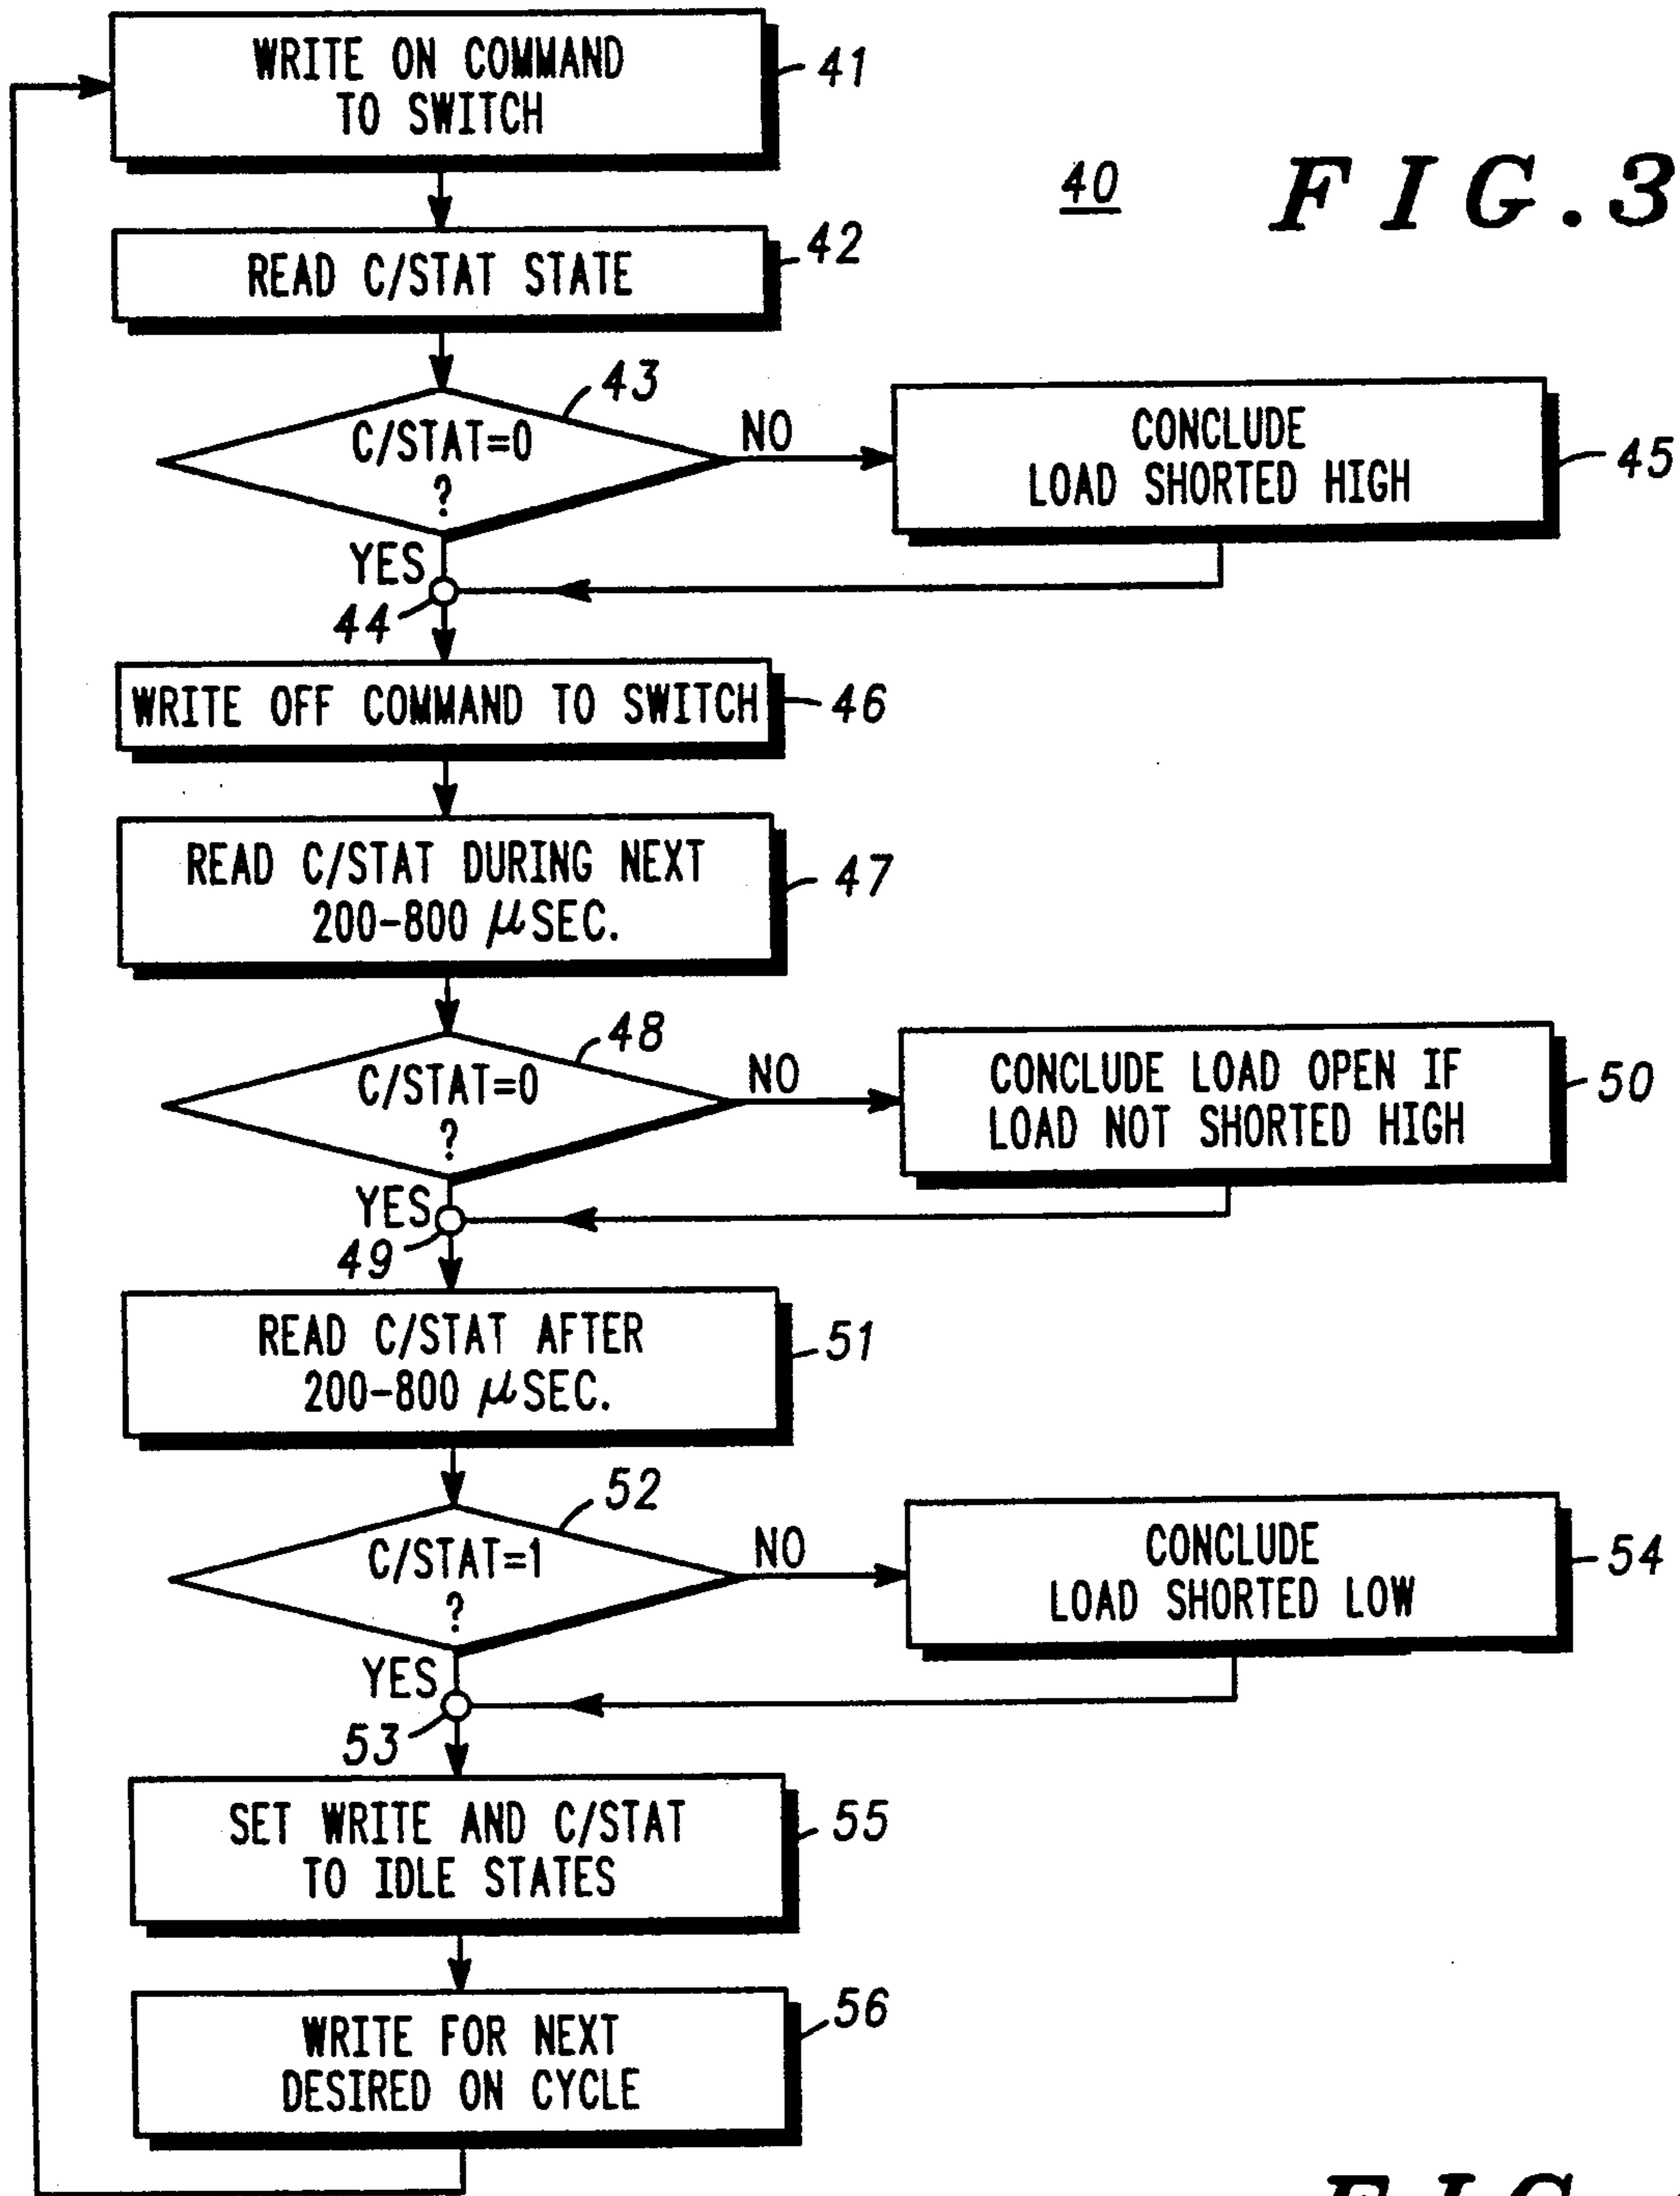 WRITE ON COMMAND
TO SWITCH
41
40
FIG.3
READ C/STAT STATE
42
43
C/STAT=0
?
NO
CONCLUDE
LOAD SHORTED HIGH
45
YES
44
WRITE OFF COMMAND TO SWITCH
46
READ C/STAT DURING NEXT
200-800 µSEC.
47
48
C/STAT=0
?
NO
CONCLUDE LOAD OPEN IF
LOAD NOT SHORTED HIGH
50
YES
49
READ C/STAT AFTER
200-800 µSEC.
51
52
C/STAT=1
?
NO
CONCLUDE
LOAD SHORTED LOW
54
YES
53
SET WRITE AND C/STAT
TO IDLE STATES
55
WRITE FOR NEXT
DESIRED ON CYCLE
56